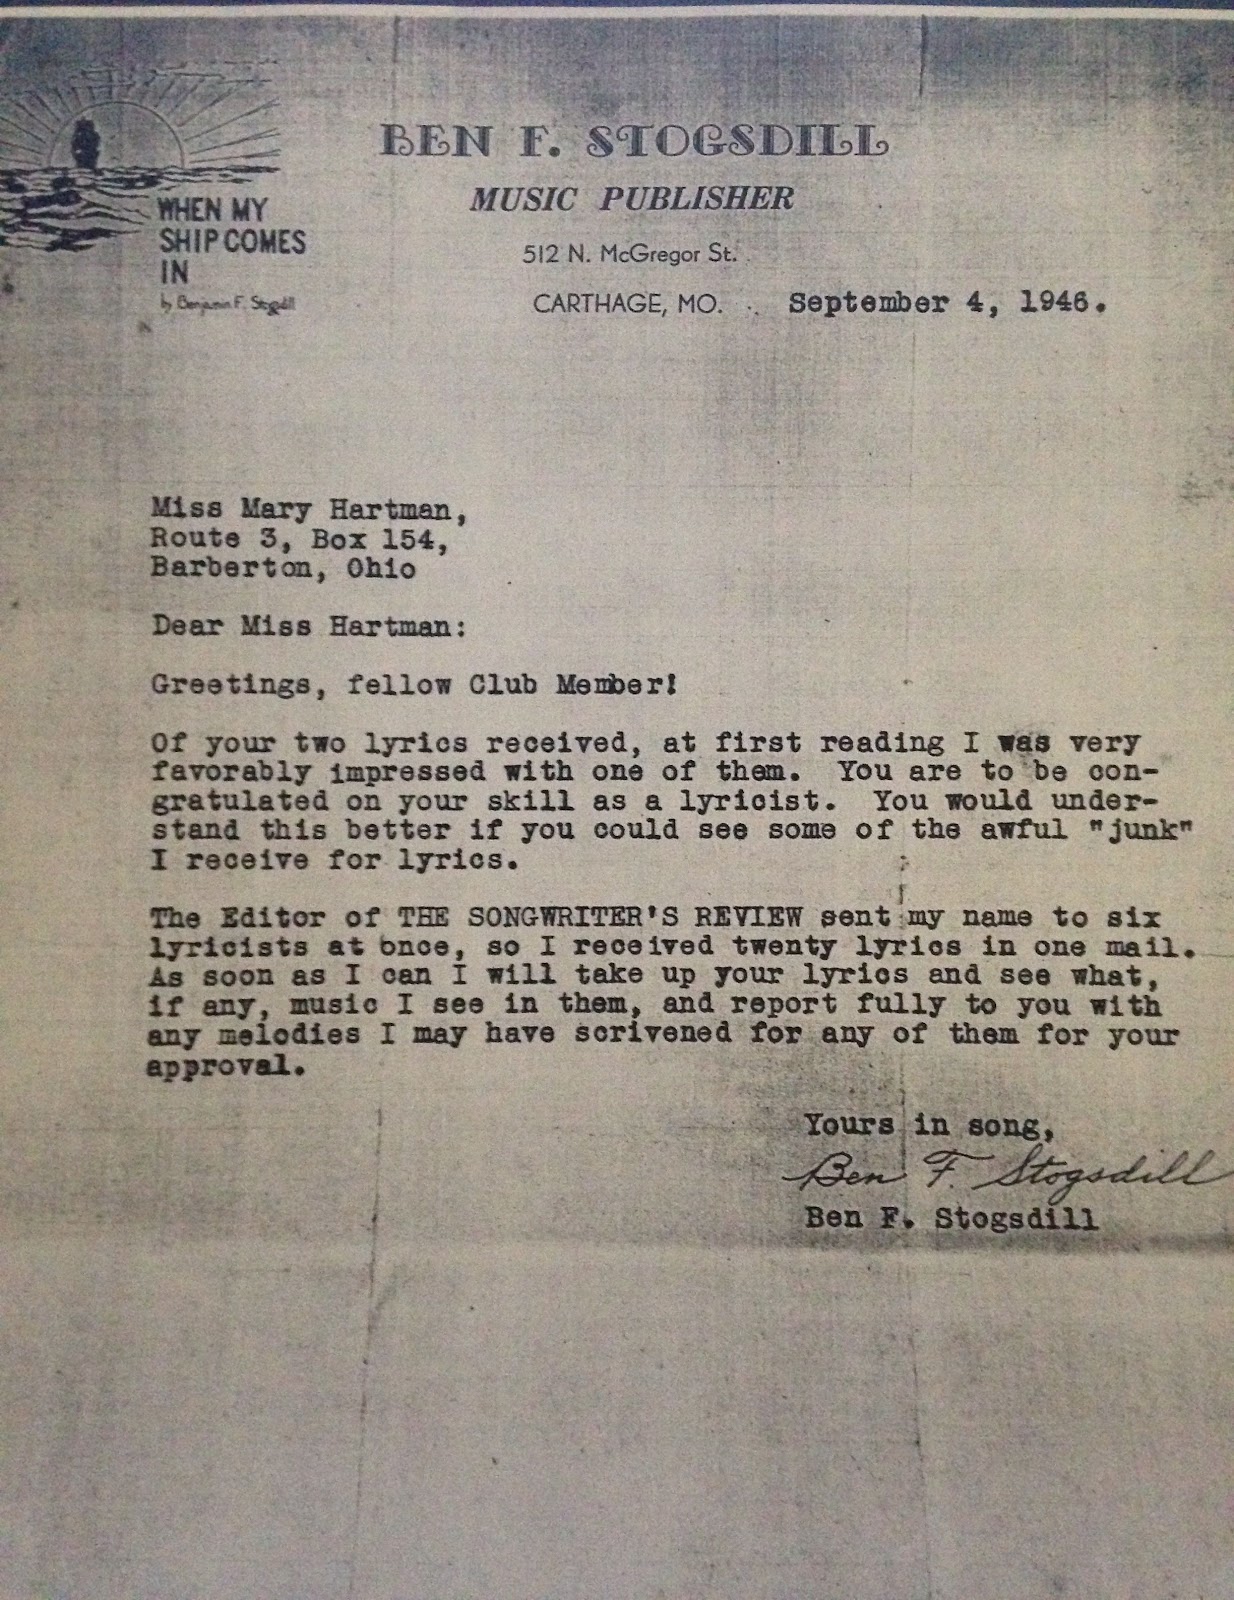 BEN F. STOGSDILL
MUSIC PUBLISHER
512 N. McGregor St.
CARTHAGE, MO. September 4, 1946.
WHEN MY
SHIP COMES
IN
by Benjamin F. Stogsdill
Miss Mary Hartman,
Route 3, Box 154,
Barberton, Ohio
Dear Miss Hartman:
Greetings, fellow Club Member!
Of your two lyrics received, at first reading I was very
favorably impressed with one of them. You are to be con-
gratulated on your skill as a lyricist. You would under-
stand this better if you could see some of the awful "junk"
I receive for lyrics.
The Editor of THE SONGWRITER'S REVIEW sent my name to six
lyricists at once, so I received twenty lyrics in one mail.
As soon as I can I will take up your lyrics and see what,
if any, music I see in them, and report fully to you with
any melodies I may have scrivened for any of them for your
approval.
Yours in song,
Ben F. Stogsdill
Ben F. Stogsdill